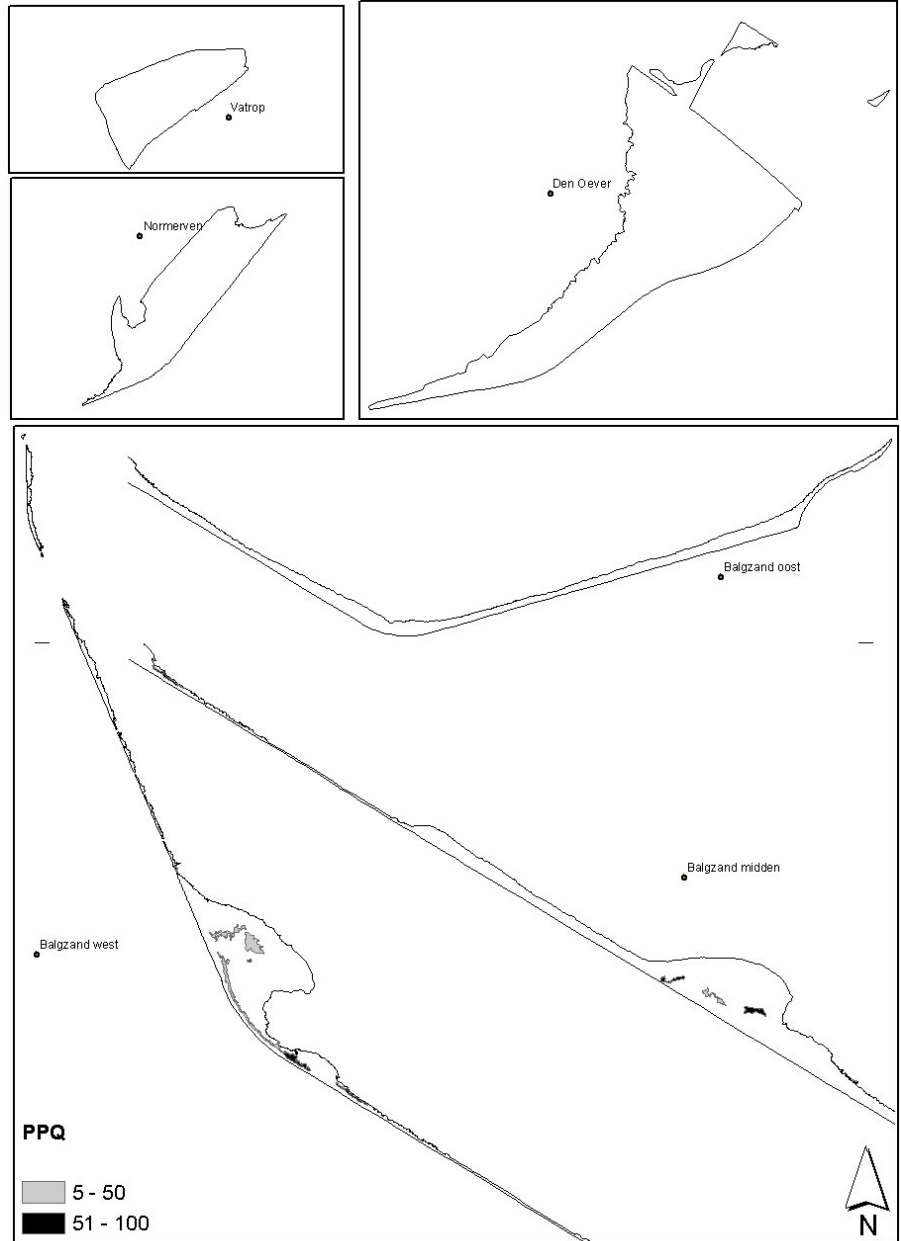 Vatrop
Den Oever
Normerven
Balgzand oost
Balgzand midden
Balgzand west
PPQ
5 - 50
51 - 100
N